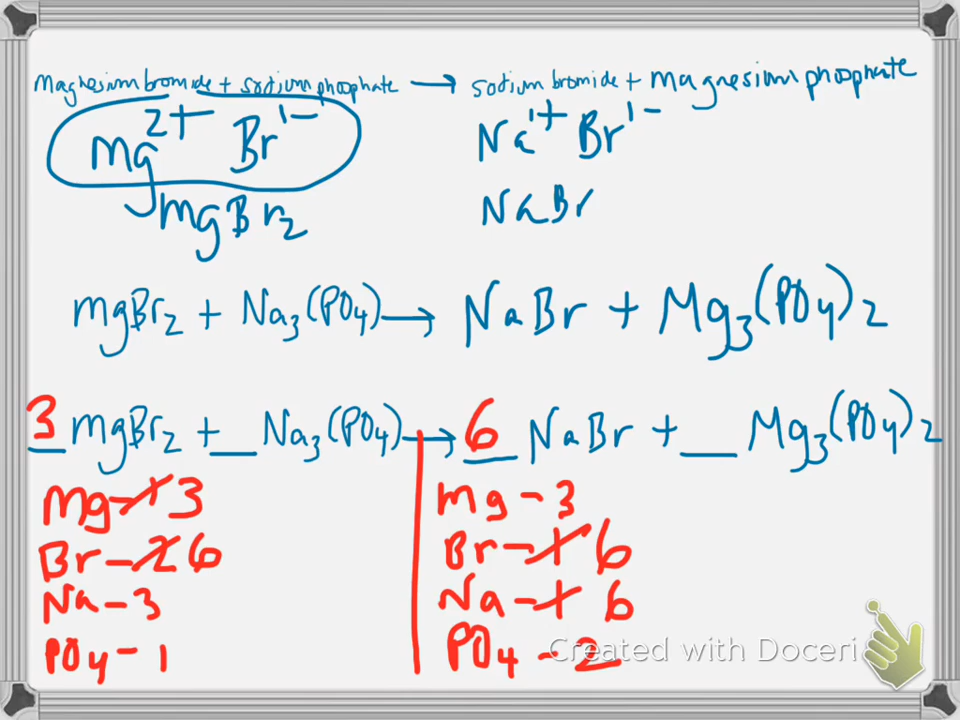 magnesium bromide + sodium phosphate → sodium bromide + magnesium phosphate
Mg²⁺ Br¹⁻ Na¹⁺ Br¹⁻
MgBr₂ NaBr
MgBr₂ + Na₃(PO₄) → NaBr + Mg₃(PO₄)₂
3 MgBr₂ + __ Na₃(PO₄) → 6 NaBr + __ Mg₃(PO₄)₂
Mg - 1 3 Mg - 3
Br - 2 6 Br - 1 6
Na - 3 Na - 1 6
PO₄ - 1 PO₄ - 2
Created with Doceri